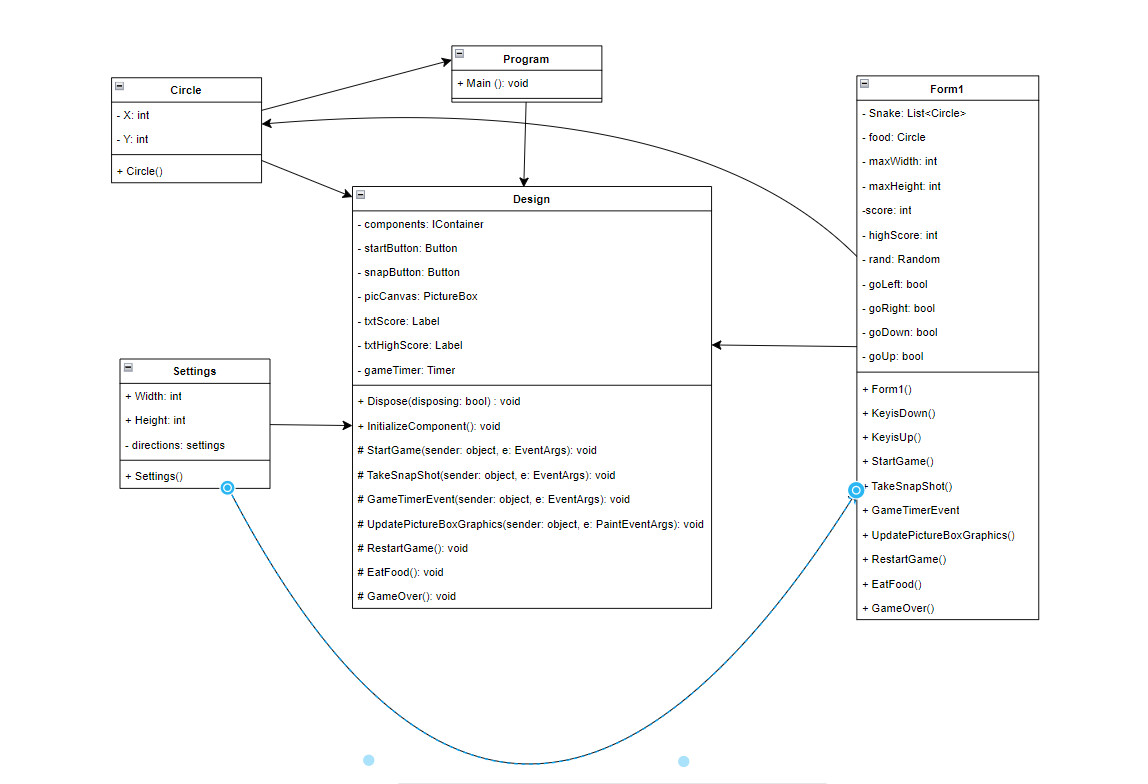 Program
+ Main (): void
Circle
- X: int
- Y: int
+ Circle()
Form1
- Snake: List<Circle>
- food: Circle
- maxWidth: int
- maxHeight: int
-score: int
- highScore: int
- rand: Random
- goLeft: bool
- goRight: bool
- goDown: bool
- goUp: bool
+ Form1()
+ KeyisDown()
+ KeyisUp()
+ StartGame()
+ TakeSnapShot()
+ GameTimerEvent
+ UpdatePictureBoxGraphics()
+ RestartGame()
+ EatFood()
+ GameOver()
Design
- components: IContainer
- startButton: Button
- snapButton: Button
- picCanvas: PictureBox
- txtScore: Label
- txtHighScore: Label
- gameTimer: Timer
+ Dispose(disposing: bool) : void
+ InitializeComponent(): void
# StartGame(sender: object, e: EventArgs): void
# TakeSnapShot(sender: object, e: EventArgs): void
# GameTimerEvent(sender: object, e: EventArgs): void
# UpdatePictureBoxGraphics(sender: object, e: PaintEventArgs): void
# RestartGame(): void
# EatFood(): void
# GameOver(): void
Settings
+ Width: int
+ Height: int
- directions: settings
+ Settings()